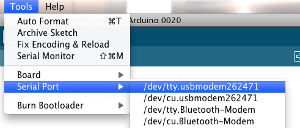 Tools Help
Arduino 0020
Auto Format ⌘T
Archive Sketch
Fix Encoding & Reload
Serial Monitor ⇧⌘M
Board
Serial Port
/dev/tty.usbmodem262471
/dev/cu.usbmodem262471
Burn Bootloader
/dev/tty.Bluetooth-Modem
/dev/cu.Bluetooth-Modem